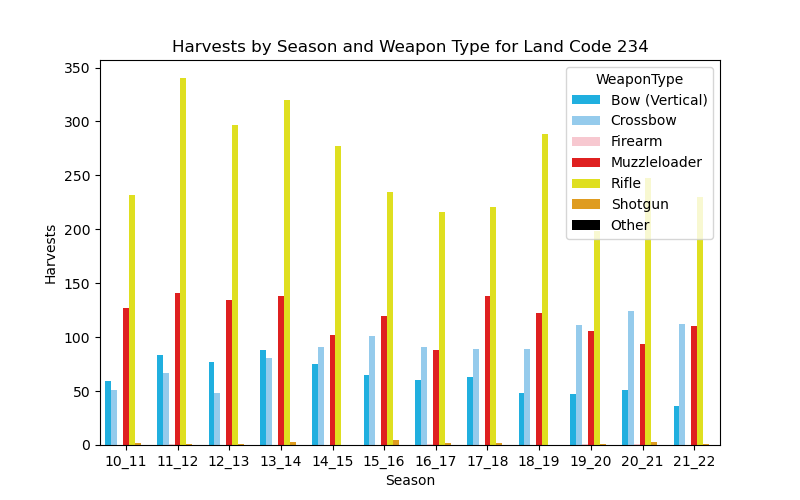 Harvests by Season and Weapon Type for Land Code 234
350
300
250
200
150
100
50
0
Harvests
WeaponType
Bow (Vertical)
Crossbow
Firearm
Muzzleloader
Rifle
Shotgun
Other
10_11 11_12 12_13 13_14 14_15 15_16 16_17 17_18 18_19 19_20 20_21 21_22
Season